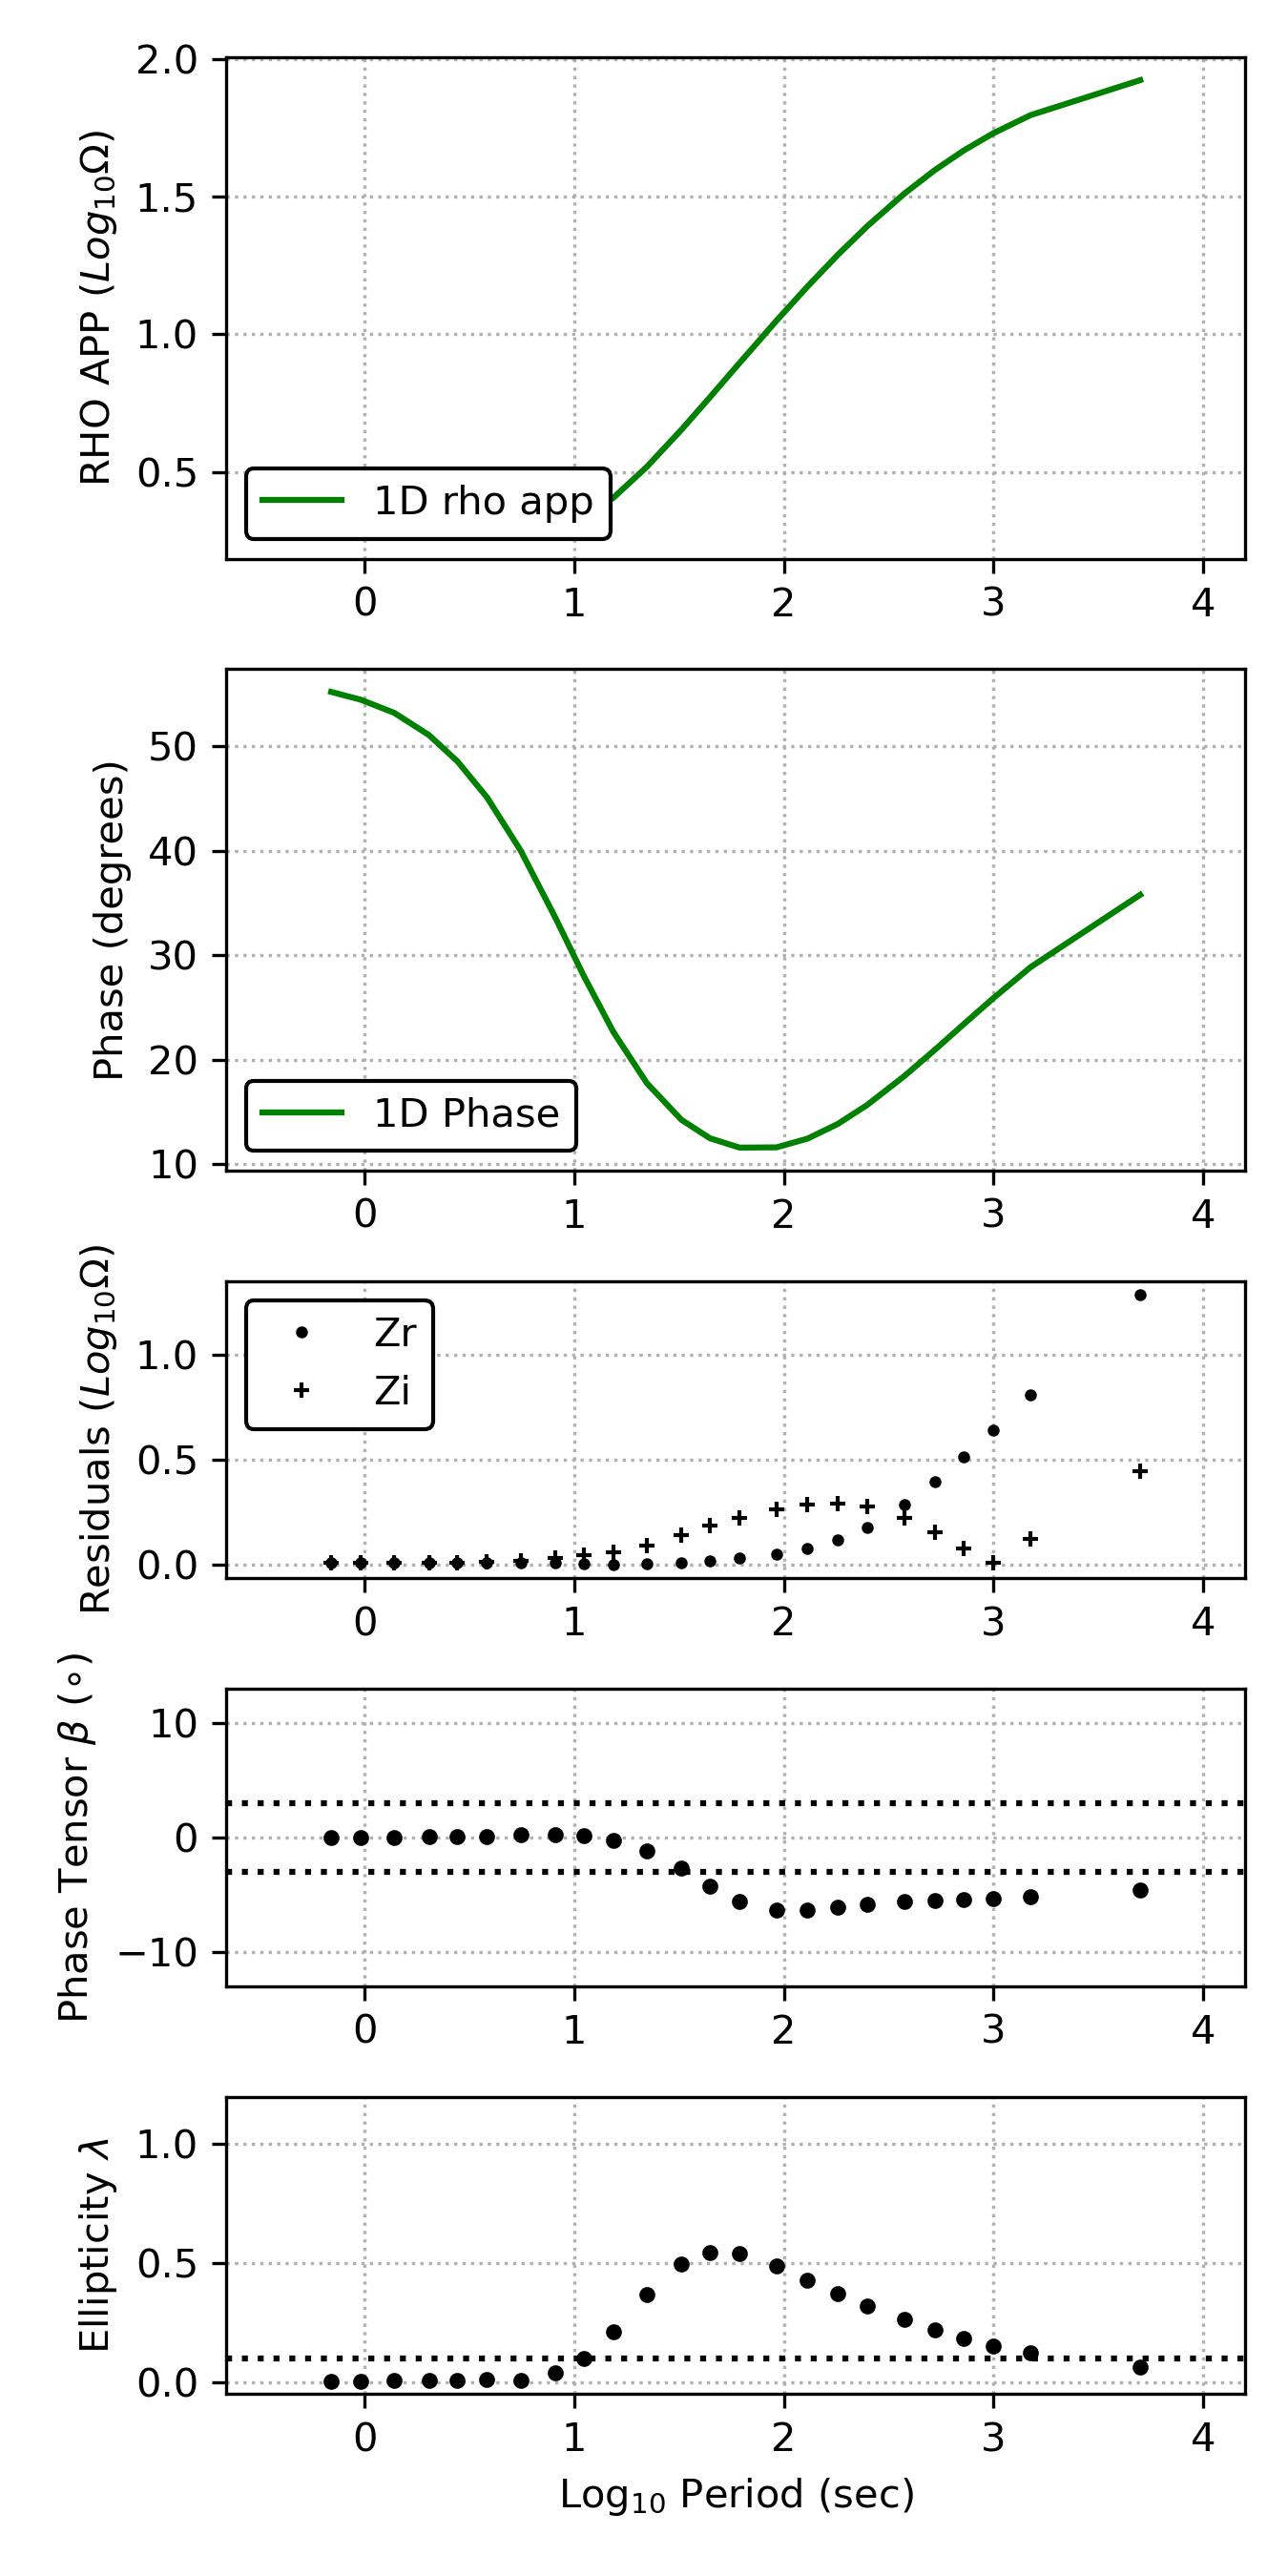 RHO APP (Log₁₀Ω)
2.0
1.5
1.0
0.5
1D rho app
0 1 2 3 4
Phase (degrees)
50
40
30
20
10
1D Phase
0 1 2 3 4
Residuals (Log₁₀Ω)
1.0
0.5
0.0
Zr
Zi
0 1 2 3 4
Phase Tensor β (∘)
10
0
−10
0 1 2 3 4
Ellipticity λ
1.0
0.5
0.0
0 1 2 3 4
Log₁₀ Period (sec)